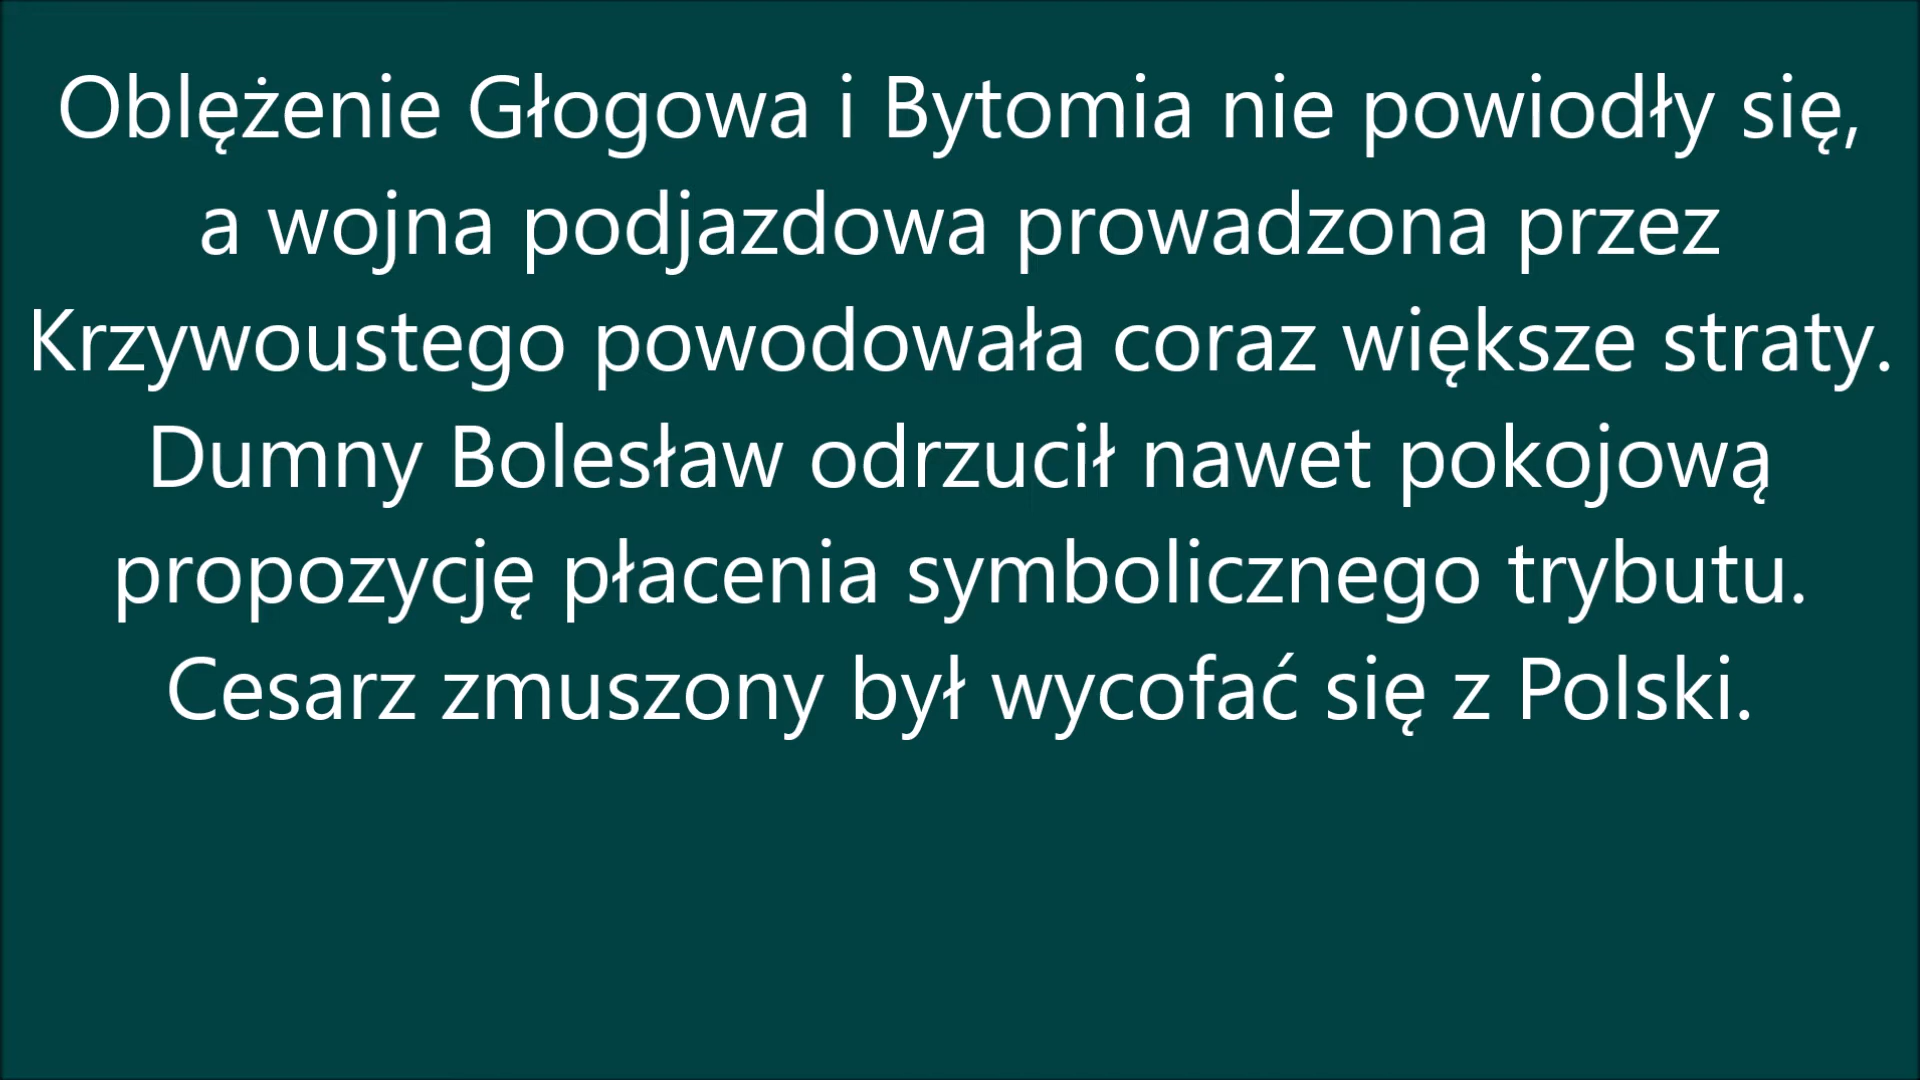 Oblężenie Głogowa i Bytomia nie powiodły się,
a wojna podjazdowa prowadzona przez
Krzywoustego powodowała coraz większe straty.
Dumny Bolesław odrzucił nawet pokojową
propozycję płacenia symbolicznego trybutu.
Cesarz zmuszony był wycofać się z Polski.